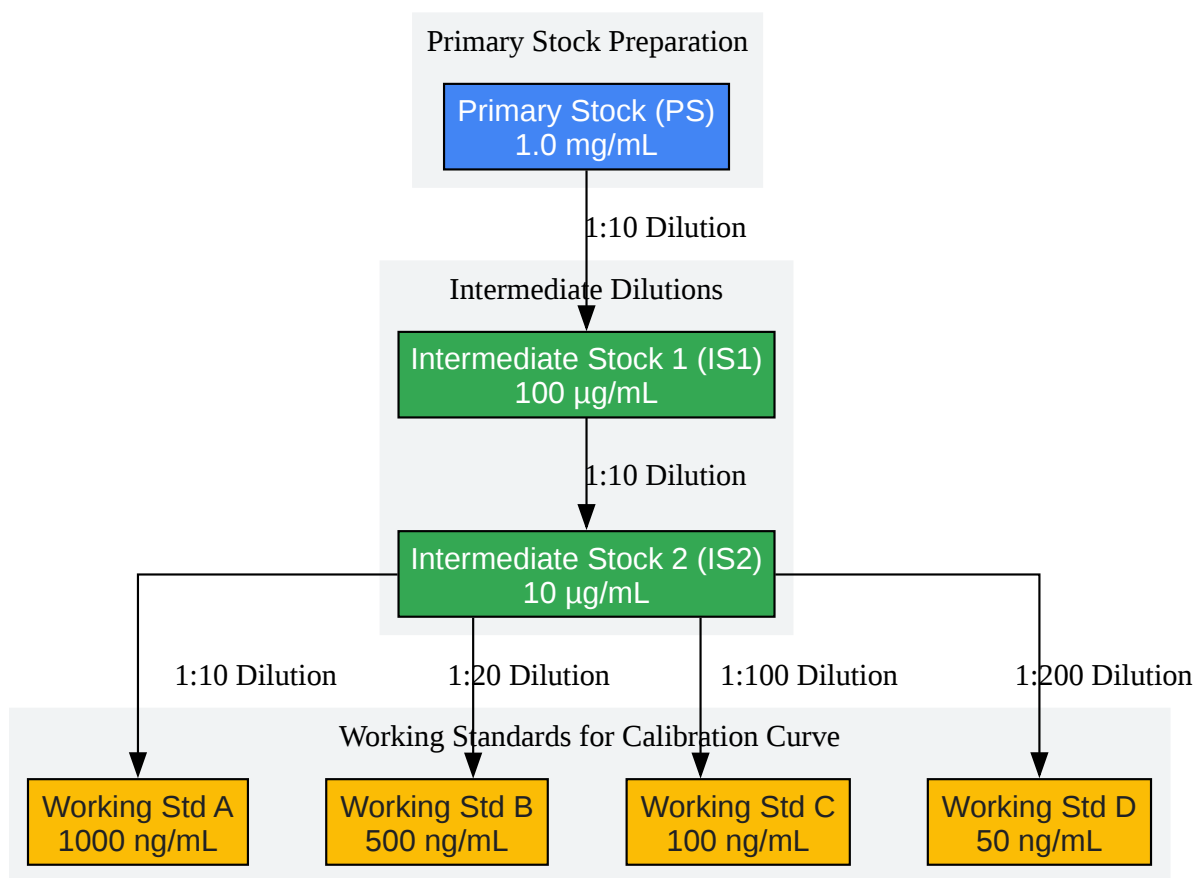 Primary Stock Preparation
Primary Stock (PS)
1.0 mg/mL
1:10 Dilution
Intermediate Dilutions
Intermediate Stock 1 (IS1)
100 µg/mL
1:10 Dilution
Intermediate Stock 2 (IS2)
10 µg/mL
1:10 Dilution
1:20 Dilution
1:100 Dilution
1:200 Dilution
Working Standards for Calibration Curve
Working Std A
1000 ng/mL
Working Std B
500 ng/mL
Working Std C
100 ng/mL
Working Std D
50 ng/mL